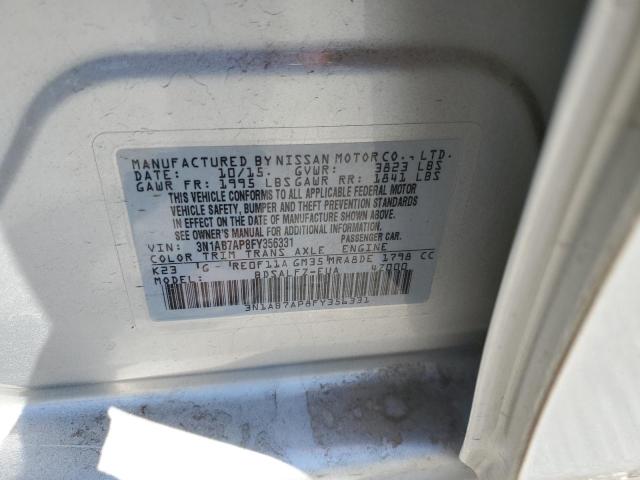 MANUFACTURED BY NISSAN MOTOR CO., LTD.
DATE: 10/15. GVWR: 3823 LBS
GAWR FR: 1995 LBS GAWR RR: 1841 LBS
THIS VEHICLE CONFORMS TO ALL APPLICABLE FEDERAL MOTOR
VEHICLE SAFETY, BUMPER AND THEFT PREVENTION STANDARDS
IN EFFECT ON THE DATE OF MANUFACTURE SHOWN ABOVE.
SEE OWNER'S MANUAL FOR ADDITIONAL INFORMATION
VIN: 3N1AB7AP8FY356331 PASSENGER CAR.
COLOR TRIM TRANS AXLE ENGINE
K23 G REOF11A GM35 MRA8DE 1798 CC
MODEL: BDSALFZ-EUA 47000
3N1AB7AP8FY356331